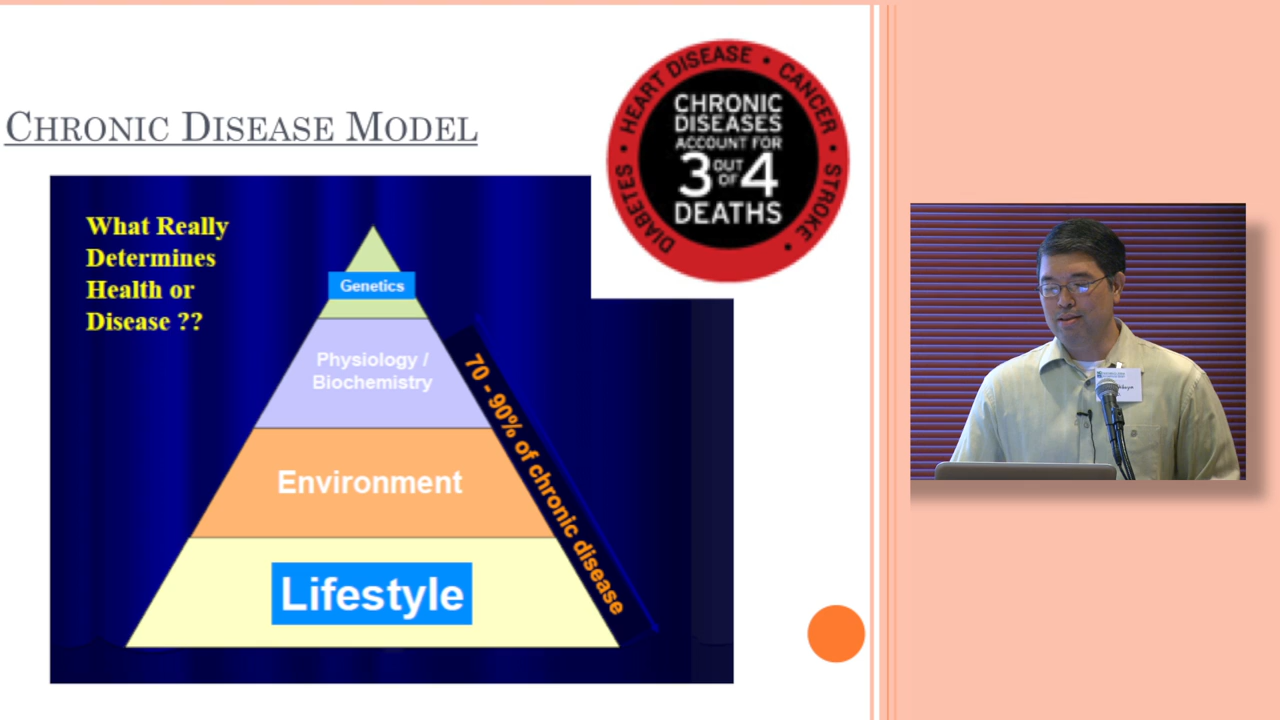 CHRONIC DISEASE MODEL
HEART DISEASE • CANCER • STROKE • DIABETES •
CHRONIC
DISEASES
ACCOUNT FOR
3 OUT OF 4
DEATHS
What Really
Determines
Health or
Disease ??
Genetics
Physiology /
Biochemistry
Environment
Lifestyle
70 - 90% of chronic disease